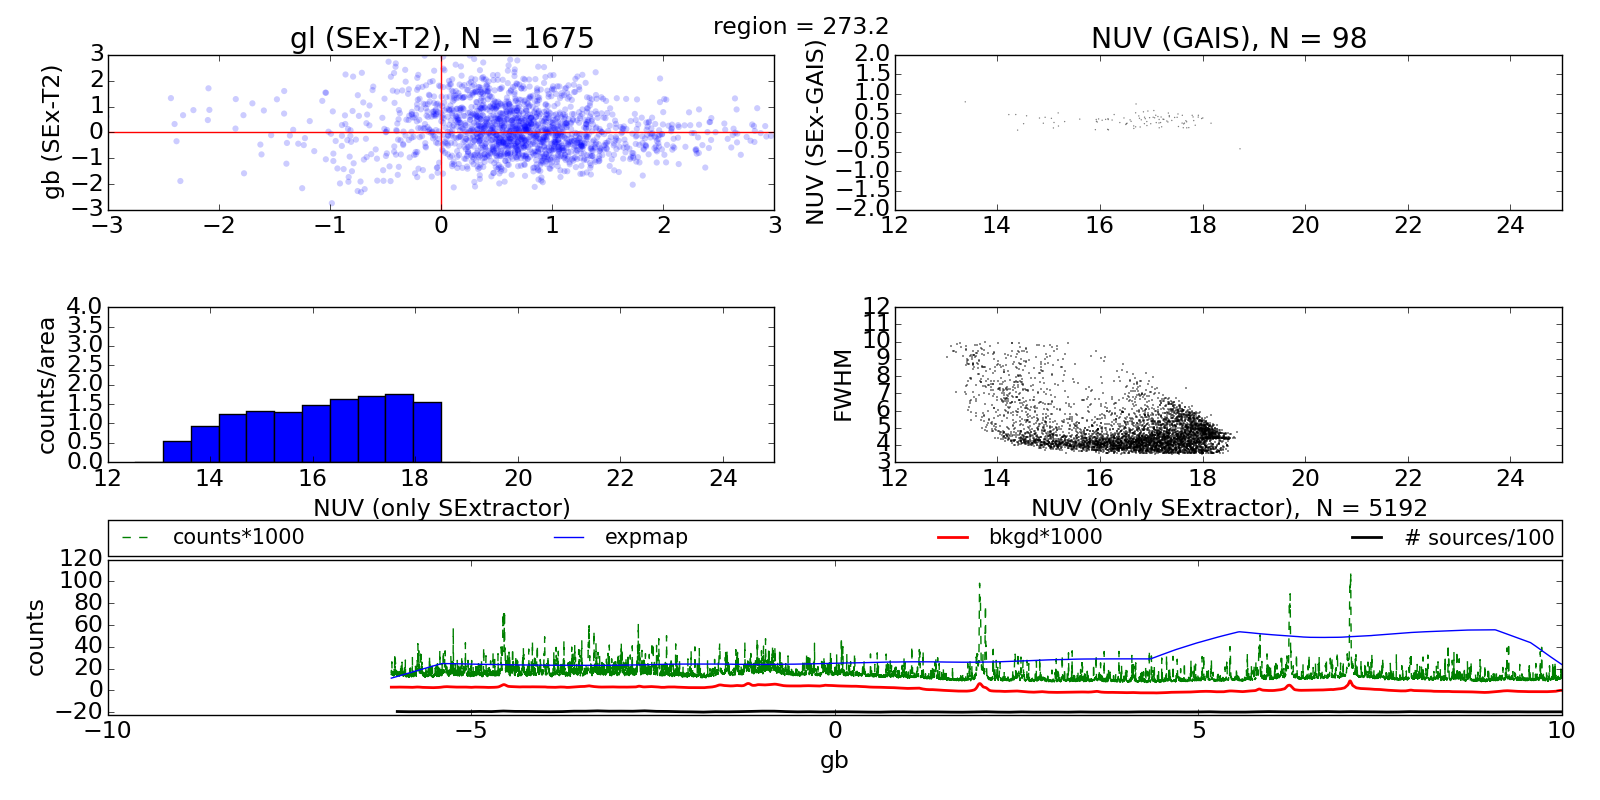 region = 273.2
gl (SEx-T2), N = 1675
NUV (GAIS), N = 98
gb (SEx-T2)
3
2
1
0
−1
−2
−3
−3 −2 −1 0 1 2 3
NUV (SEx-GAIS)
2.0
1.5
1.0
0.5
0.0
−0.5
−1.0
−1.5
−2.0
12 14 16 18 20 22 24
counts/area
4.0
3.5
3.0
2.5
2.0
1.5
1.0
0.5
0.0
12 14 16 18 20 22 24
NUV (only SExtractor)
FWHM
12
11
10
9
8
7
6
5
4
3
12 14 16 18 20 22 24
NUV (Only SExtractor), N = 5192
counts*1000 expmap bkgd*1000 # sources/100
counts
120
100
80
60
40
20
0
−20
−10 −5 0 5 10
gb